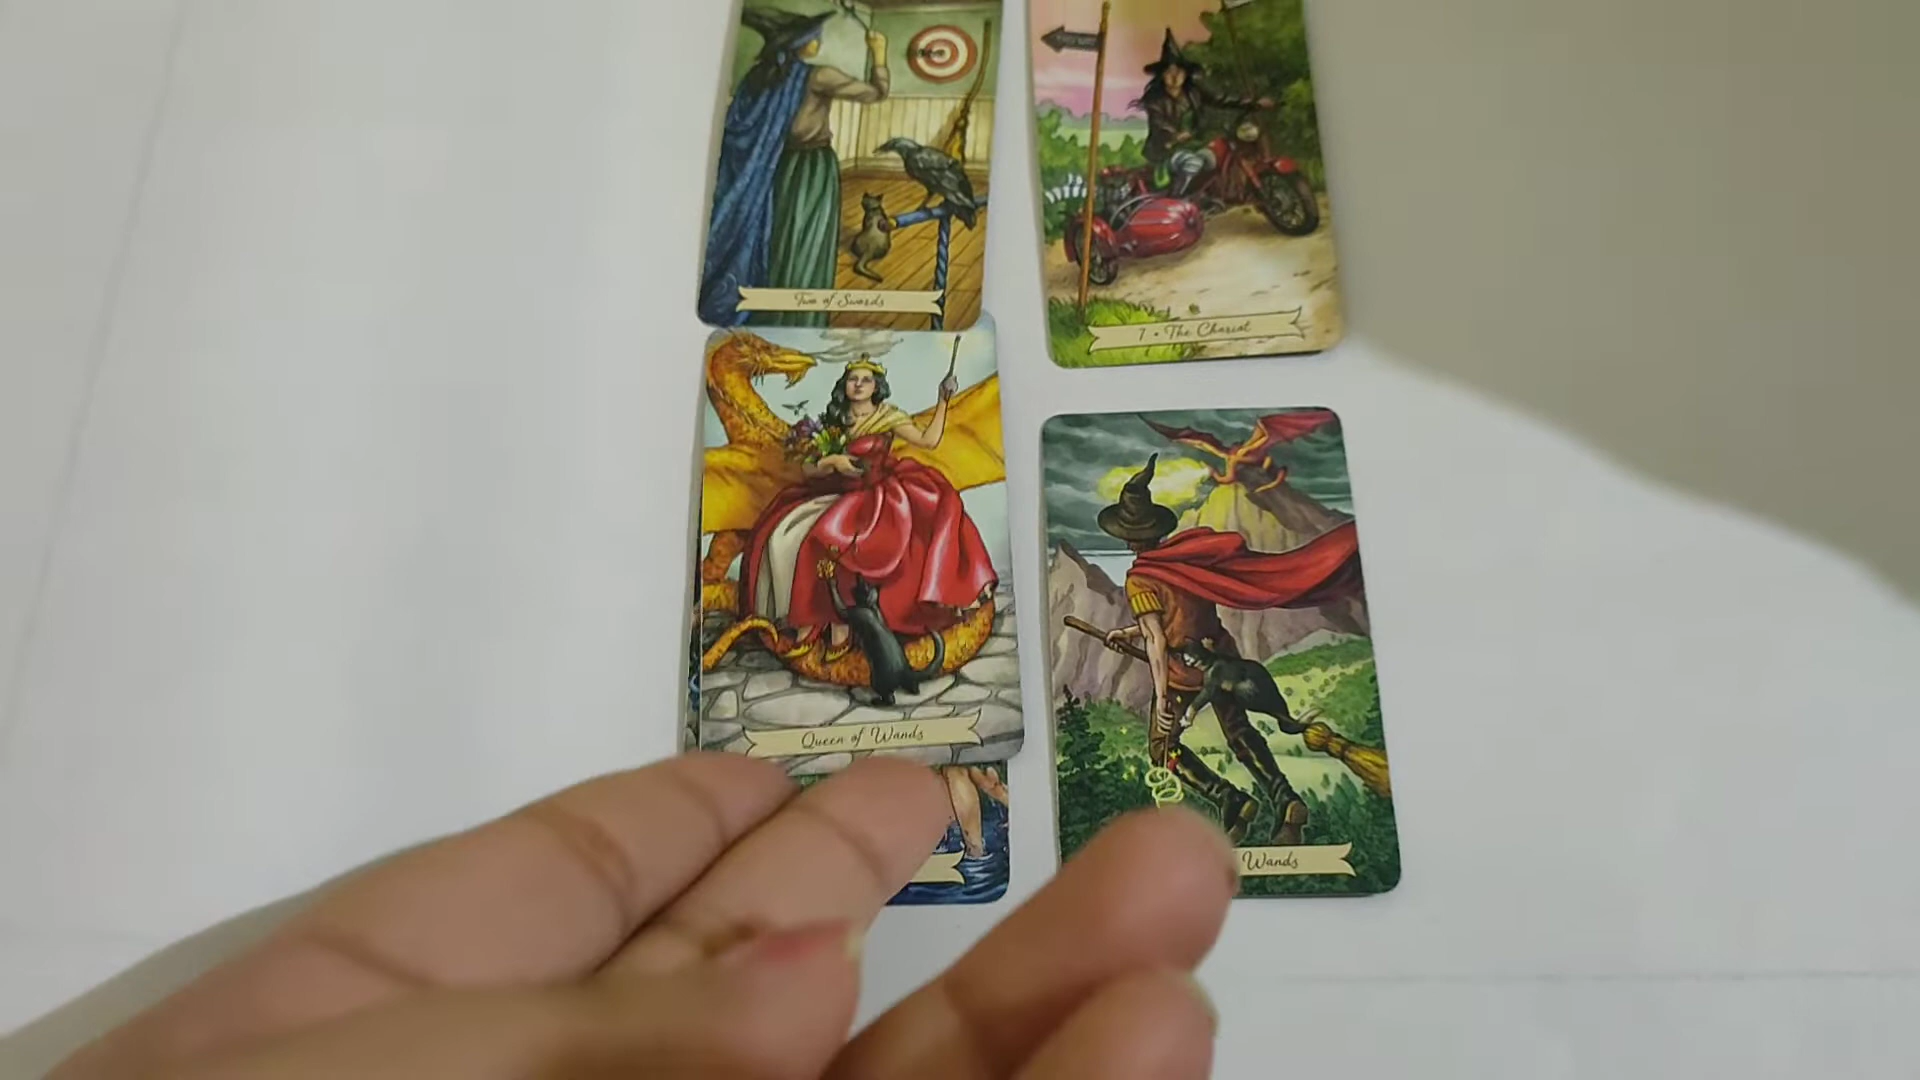 Two of Swords
7 • The Chariot
Queen of Wands
Wands